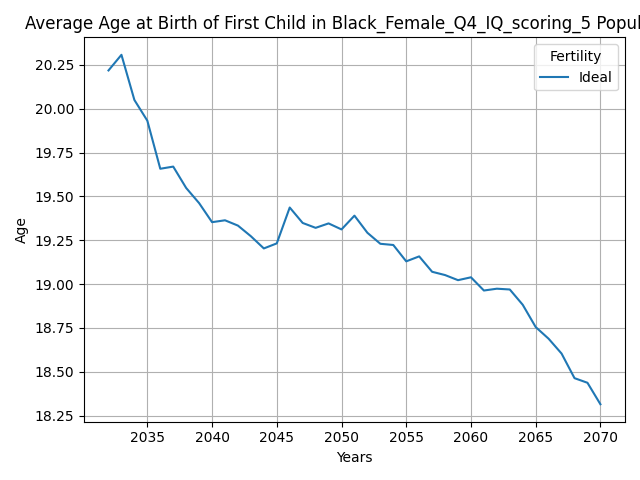 Average Age at Birth of First Child in Black_Female_Q4_IQ_scoring_5 Popul
Fertility
Ideal
20.25
20.00
19.75
19.50
19.25
19.00
18.75
18.50
18.25
Age
2035 2040 2045 2050 2055 2060 2065 2070
Years